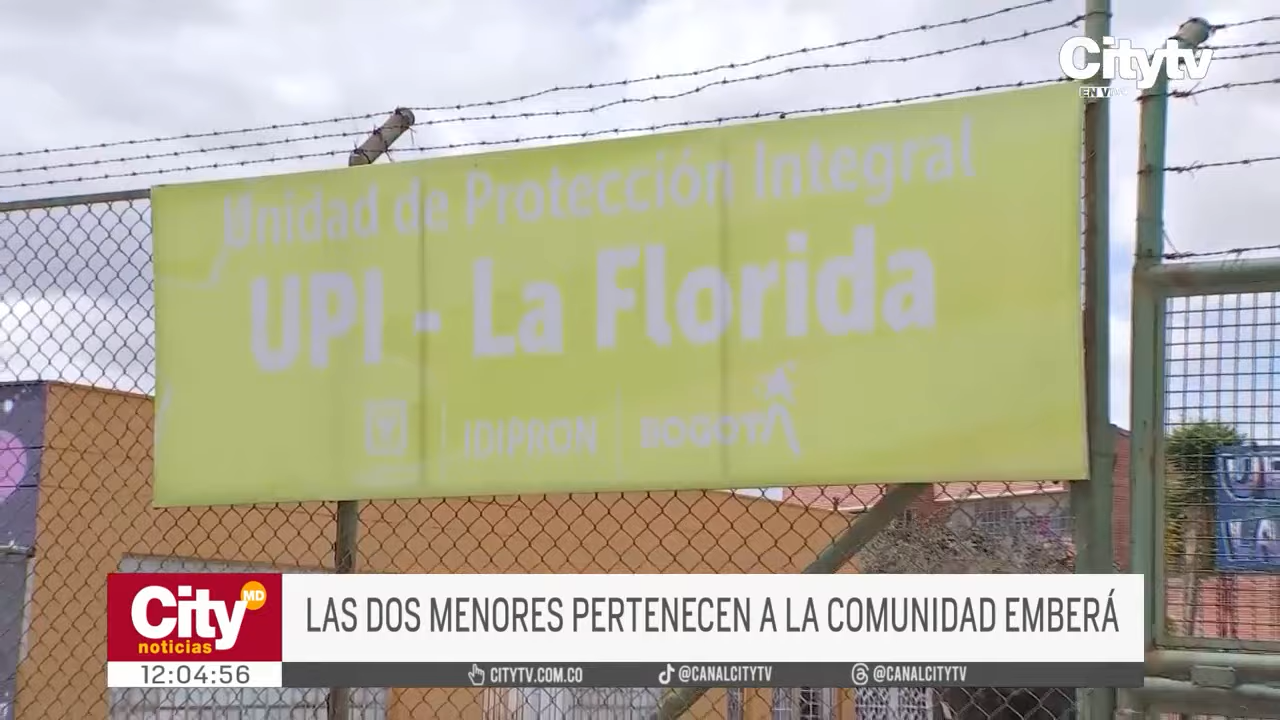 Citytv
EN VIVO
Unidad de Protección Integral
UPI - La Florida
IDIPRON
BOGOTÁ
City MD
noticias
LAS DOS MENORES PERTENECEN A LA COMUNIDAD EMBERÁ
12:04:56
CITYTV.COM.CO
@CANALCITYTV
@CANALCITYTV